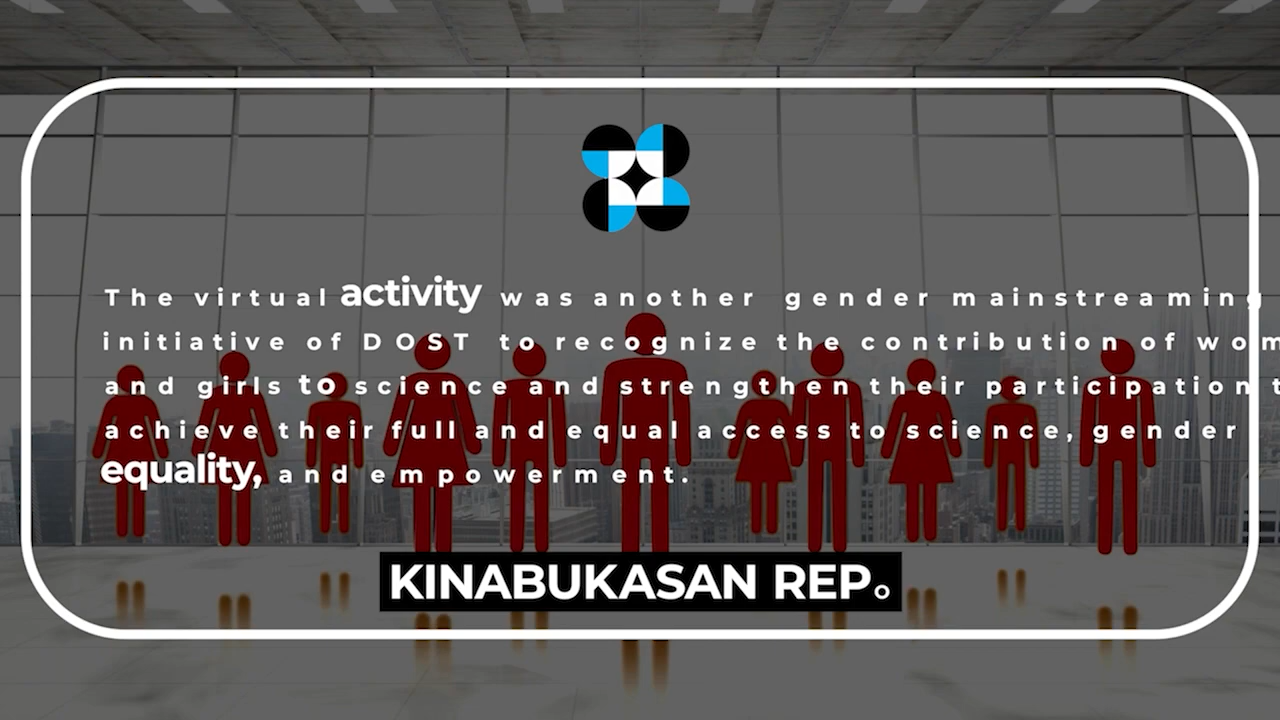 The virtual activity was another gender mainstreaming
initiative of DOST to recognize the contribution of wom
and girls to science and strengthen their participation t
achieve their full and equal access to science, gender
equality, and empowerment.
KINABUKASAN REP.